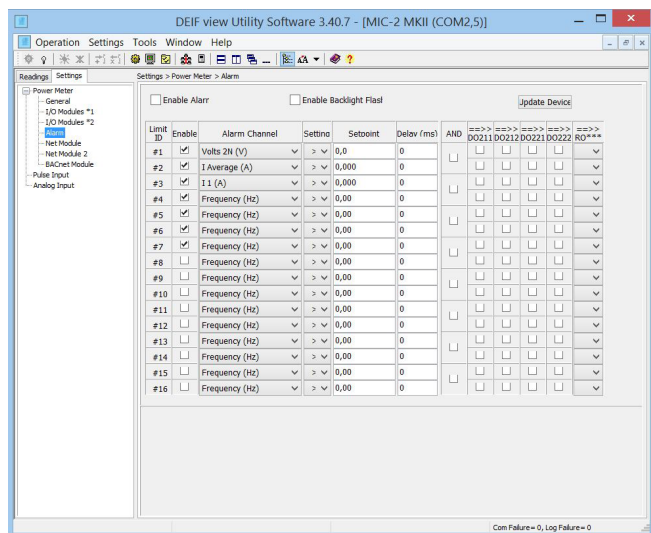 DEIF view Utility Software 3.40.7 - [MIC-2 MKII (COM2,5)]
Operation Settings Tools Window Help
Readings Settings
Settings > Power Meter > Alarm
Power Meter
General
I/O Modules *1
I/O Modules *2
Alarm
Net Module
Net Module 2
BACnet Module
Pulse Input
Analog Input
Enable Alarr Enable Backlight Flash Update Device
Limit ID Enable Alarm Channel Setting Setpoint Delay (ms) AND ==>> DO211 ==>> DO212 ==>> DO221 ==>> DO222 ==>> RO***
#1 Volts 2N (V) > 0,0 0
#2 I Average (A) > 0,000 0
#3 I 1 (A) > 0,000 0
#4 Frequency (Hz) > 0,00 0
#5 Frequency (Hz) > 0,00 0
#6 Frequency (Hz) > 0,00 0
#7 Frequency (Hz) > 0,00 0
#8 Frequency (Hz) > 0,00 0
#9 Frequency (Hz) > 0,00 0
#10 Frequency (Hz) > 0,00 0
#11 Frequency (Hz) > 0,00 0
#12 Frequency (Hz) > 0,00 0
#13 Frequency (Hz) > 0,00 0
#14 Frequency (Hz) > 0,00 0
#15 Frequency (Hz) > 0,00 0
#16 Frequency (Hz) > 0,00 0
Com Failure= 0, Log Failure= 0